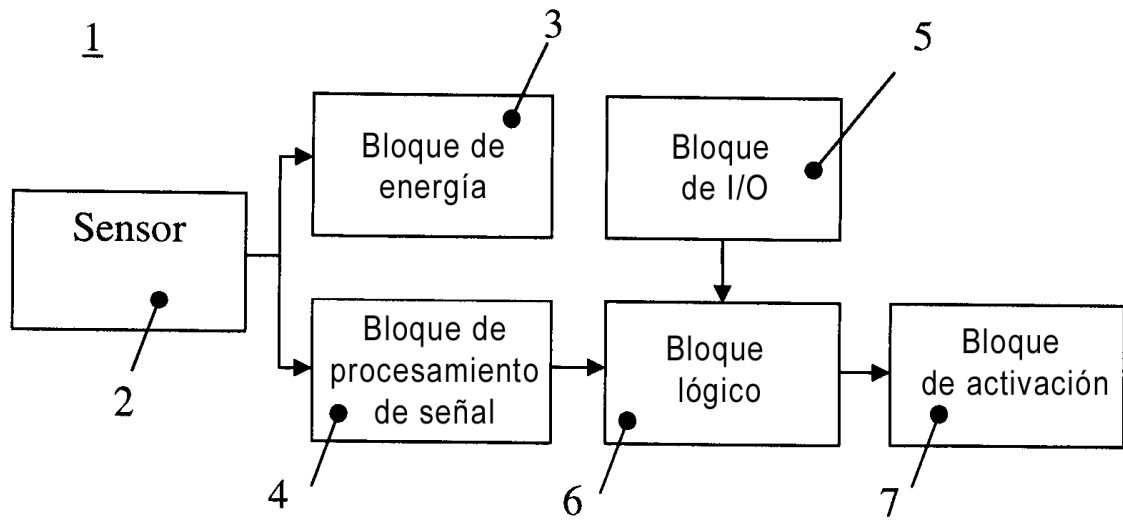 1
3
5
Bloque de
energía
Bloque
de I/O
Sensor
Bloque de
procesamiento
de señal
Bloque
lógico
Bloque
de activación
2
4
6
7